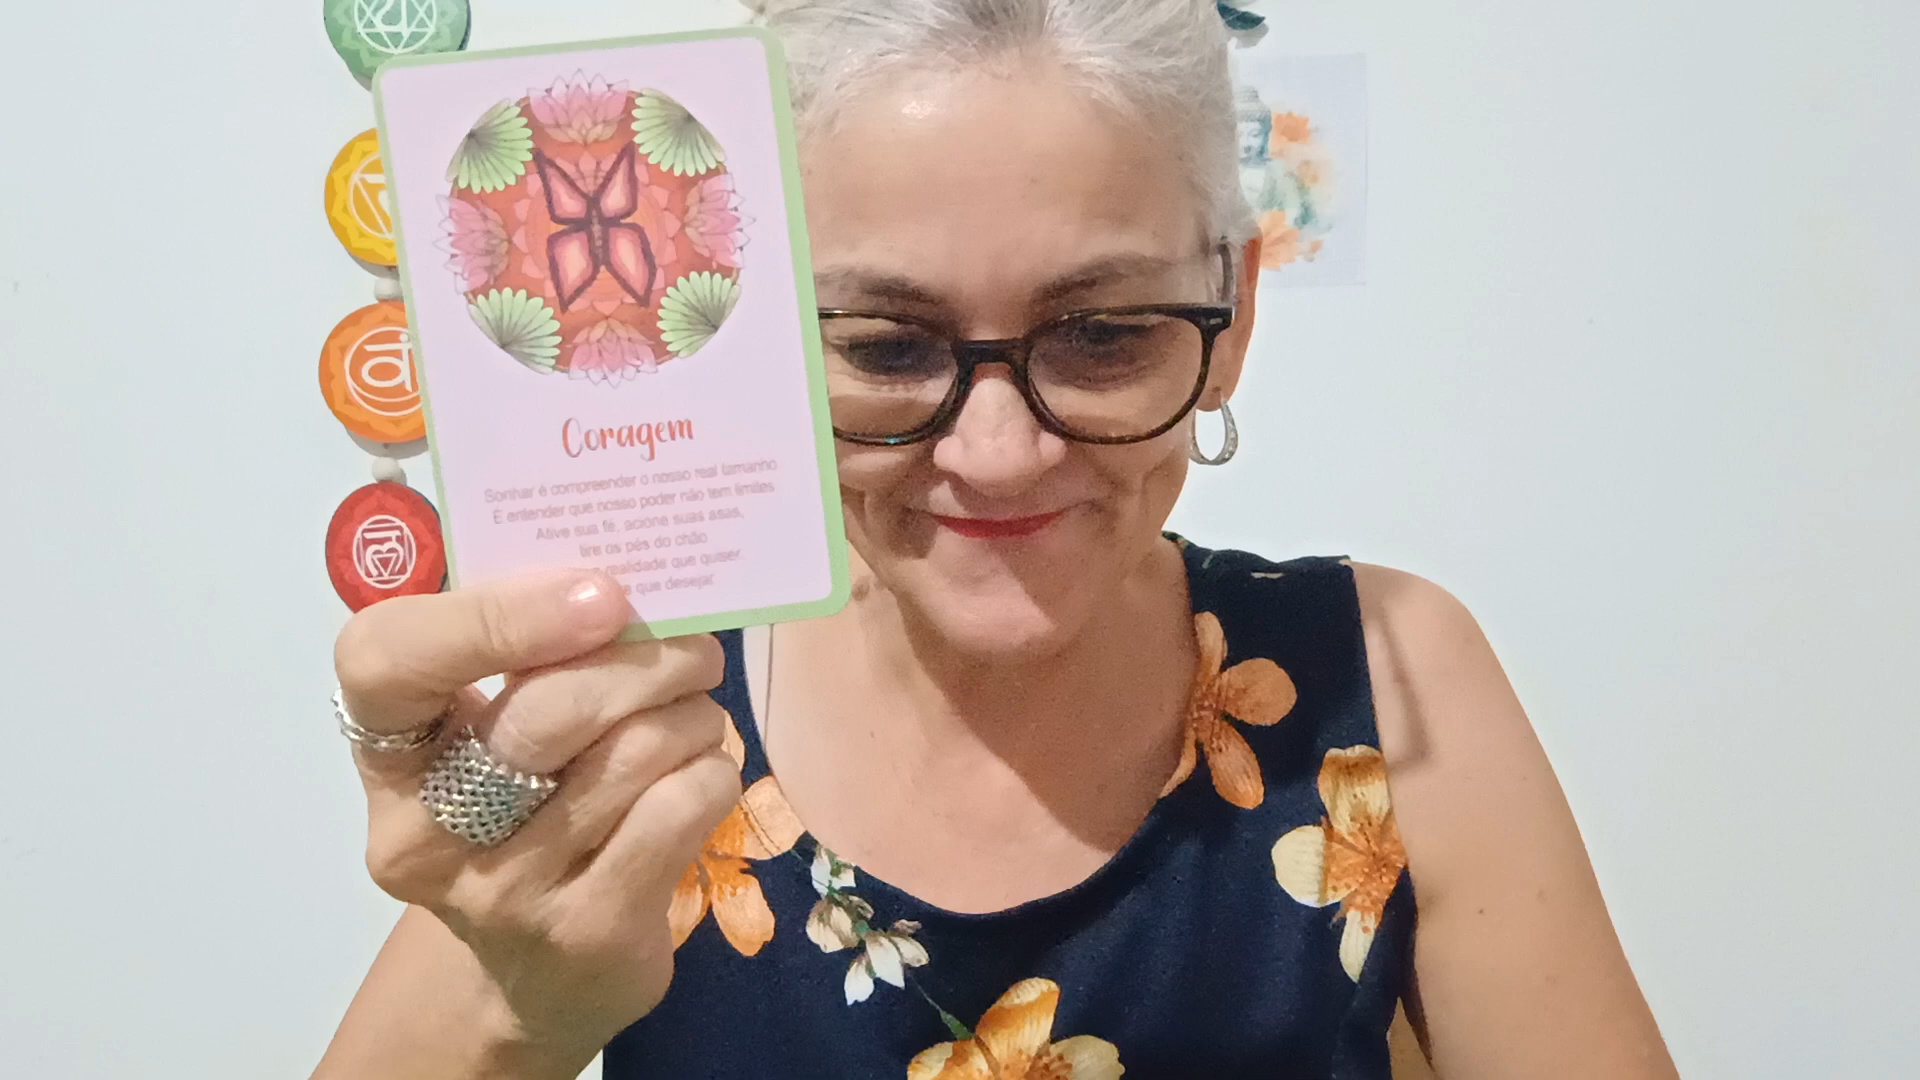 Coragem
Sonhar é compreender o nosso real tamanho
É entender que nosso poder não tem limites
Ative sua fé, acione suas asas,
tire os pés do chão
realidade que quiser
e que desejar